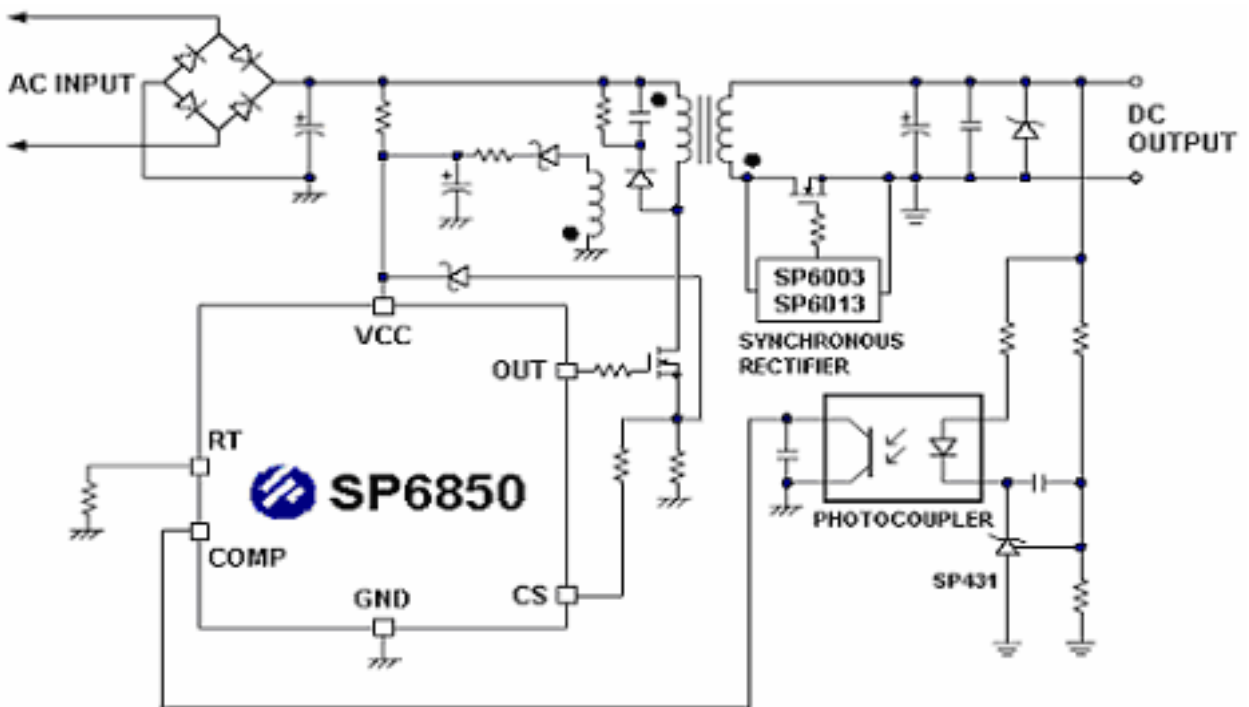 AC INPUT
DC
OUTPUT
SP6003
SP6013
SYNCHRONOUS
RECTIFIER
VCC
OUT
RT
SP6850
COMP
GND
CS
PHOTOCOUPLER
SP431